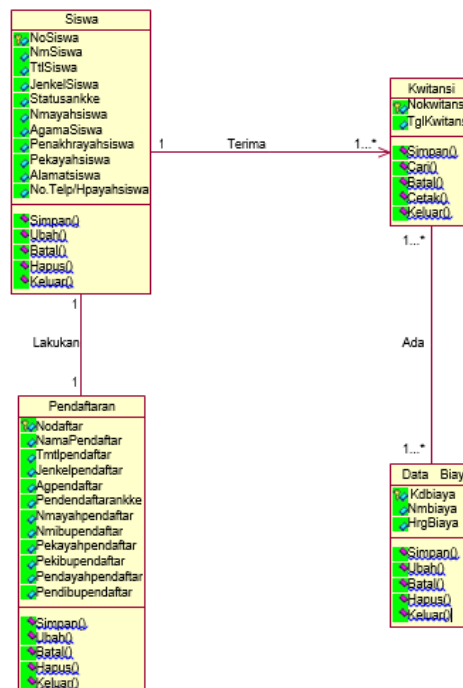 Siswa
NoSiswa
NmSiswa
TtlSiswa
JenkelSiswa
Statusankke
Nmayahsiswa
AgamaSiswa
Penakhrayahsiswa
Pekayahsiswa
Alamatsiswa
No.Telp/Hpayahsiswa
Simpan()
Ubah()
Batal()
Hapus()
Keluar()
1
Terima
1...*
Kwitansi
Nokwitans
TglKwitans
Simpan()
Cari()
Batal()
Cetak()
Keluar()
1...*
Ada
1...*
1
Lakukan
1
Pendaftaran
Nodaftar
NamaPendaftar
Tmtlpendaftar
Jenkelpendaftar
Agpendaftar
Pendendaftarankke
Nmayahpendaftar
Nmibupendaftar
Pekayahpendaftar
Pekibupendaftar
Pendayahpendaftar
Pendibupendaftar
Simpan()
Ubah()
Batal()
Hapus()
Keluar()
Data Biay
Kdbiaya
Nmbiaya
HrgBiaya
Simpan()
Ubah()
Batal()
Hapus()
Keluar()